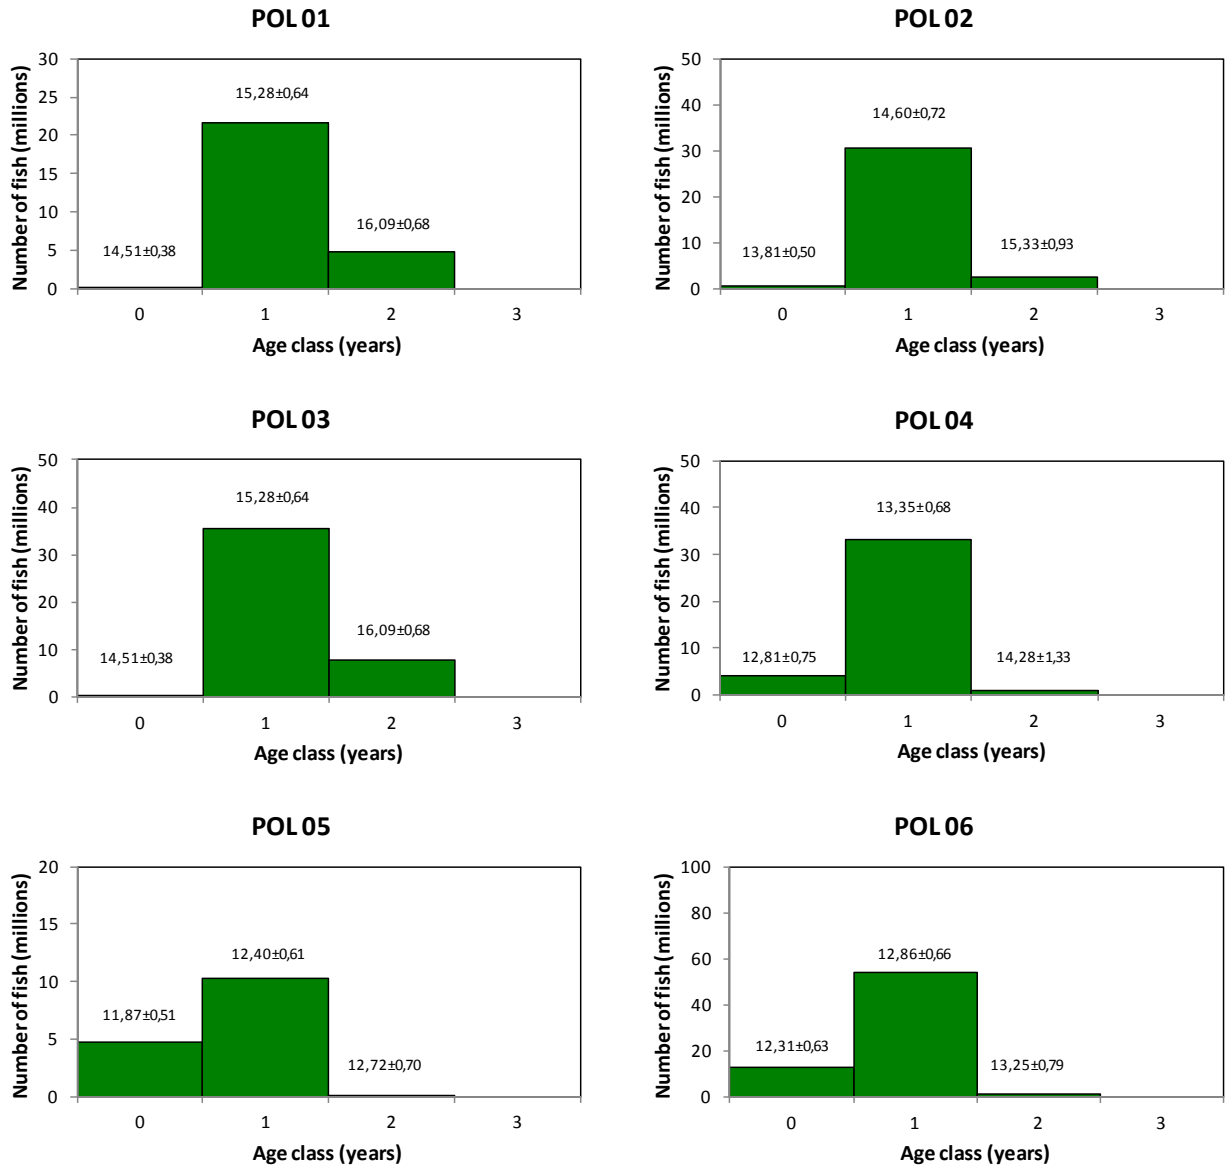 POL 01
Number of fish (millions)
30
25
20
15
10
5
0
15,28±0,64
16,09±0,68
14,51±0,38
0 1 2 3
Age class (years)
POL 02
Number of fish (millions)
50
40
30
20
10
0
14,60±0,72
13,81±0,50
15,33±0,93
0 1 2 3
Age class (years)
POL 03
Number of fish (millions)
50
40
30
20
10
0
15,28±0,64
14,51±0,38
16,09±0,68
0 1 2 3
Age class (years)
POL 04
Number of fish (millions)
50
40
30
20
10
0
13,35±0,68
12,81±0,75
14,28±1,33
0 1 2 3
Age class (years)
POL 05
Number of fish (millions)
20
15
10
5
0
12,40±0,61
11,87±0,51
12,72±0,70
0 1 2 3
Age class (years)
POL 06
Number of fish (millions)
100
80
60
40
20
0
12,86±0,66
12,31±0,63
13,25±0,79
0 1 2 3
Age class (years)